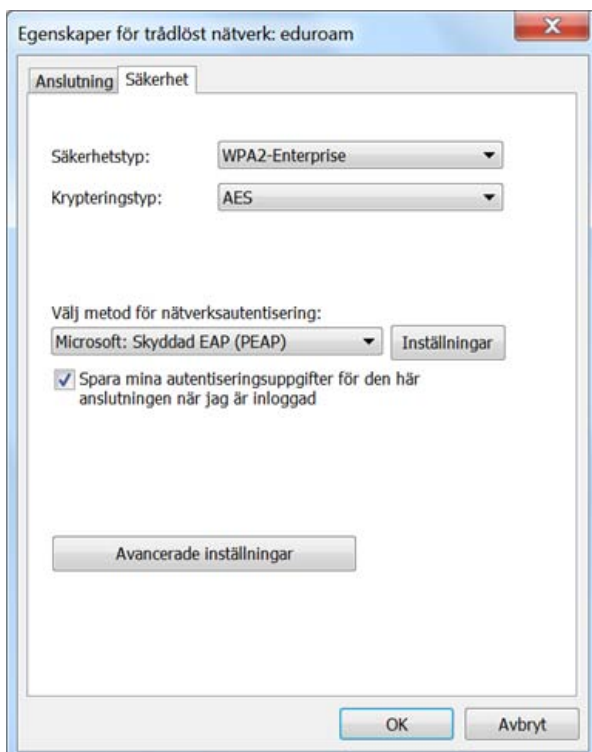 Egenskaper för trådlöst nätverk: eduroam
Anslutning Säkerhet
Säkerhetstyp: WPA2-Enterprise
Krypteringstyp: AES
Välj metod för nätverksautentisering:
Microsoft: Skyddad EAP (PEAP) Inställningar
Spara mina autentiseringsuppgifter för den här
anslutningen när jag är inloggad
Avancerade inställningar
OK Avbryt